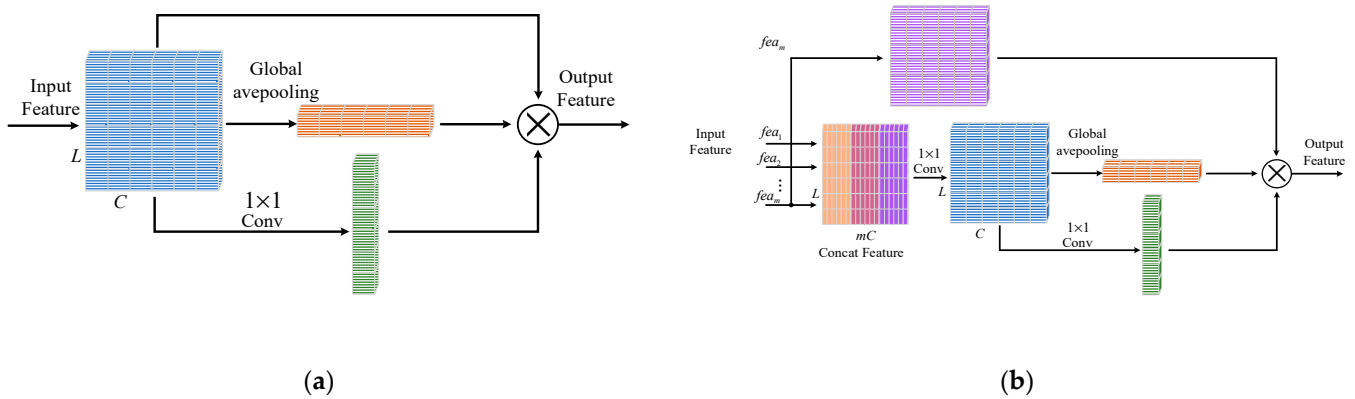 Input
Feature
L
C
Global
avepooling
1×1
Conv
Output
Feature
(a)
fea_m
Input
Feature
fea_1
fea_2
⋮
fea_m
L
mC
Concat Feature
1×1
Conv
L
C
Global
avepooling
1×1
Conv
Output
Feature
(b)